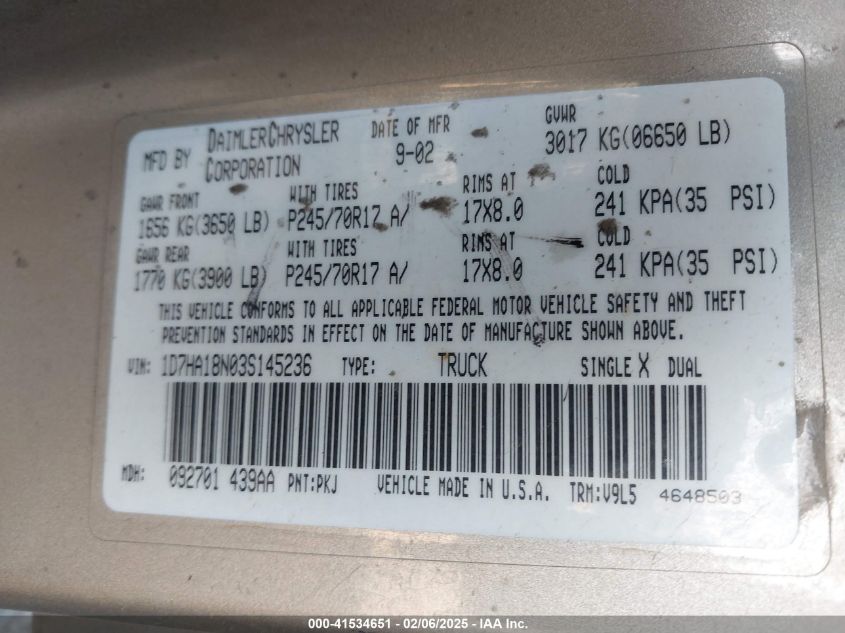 MFD BY DAIMLERCHRYSLER CORPORATION DATE OF MFR 9-02 GVWR 3017 KG(06650 LB)
GAWR FRONT WITH TIRES RIMS AT COLD
1656 KG(3650 LB) P245/70R17 A/ 17X8.0 241 KPA(35 PSI)
GAWR REAR WITH TIRES RIMS AT COLD
1770 KG(3900 LB) P245/70R17 A/ 17X8.0 241 KPA(35 PSI)
THIS VEHICLE CONFORMS TO ALL APPLICABLE FEDERAL MOTOR VEHICLE SAFETY AND THEFT
PREVENTION STANDARDS IN EFFECT ON THE DATE OF MANUFACTURE SHOWN ABOVE.
VIN: 1D7HA18N03S145236 TYPE: TRUCK SINGLE X DUAL
MDH: 092701 439AA PNT:PKJ VEHICLE MADE IN U.S.A. TRM:V9L5 4648503
000-41534651 - 02/06/2025 - IAA Inc.